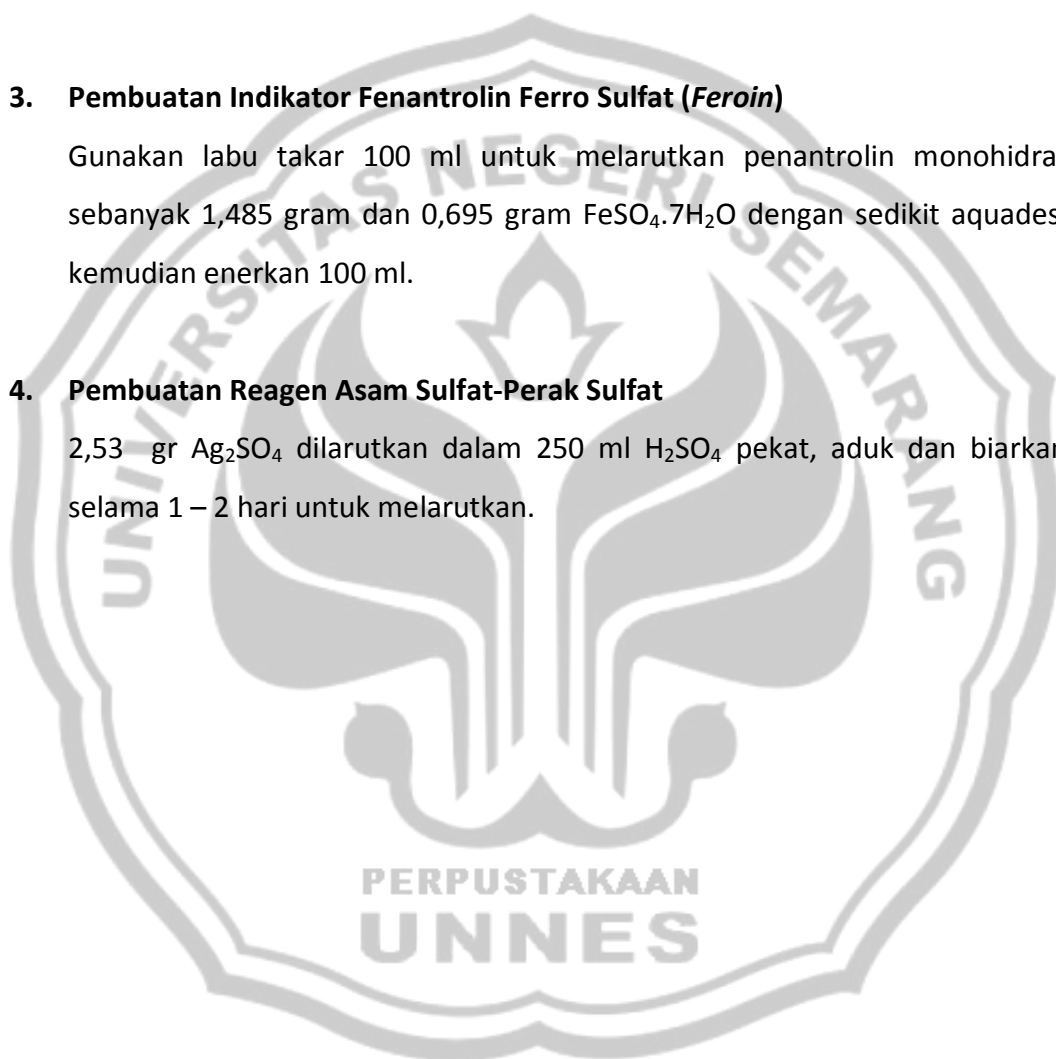 3. Pembuatan Indikator Fenantrolin Ferro Sulfat (Feroin)
Gunakan labu takar 100 ml untuk melarutkan penantrolin monohidra
sebanyak 1,485 gram dan 0,695 gram FeSO₄.7H₂O dengan sedikit aquades
kemudian enerkan 100 ml.
4. Pembuatan Reagen Asam Sulfat-Perak Sulfat
2,53 gr Ag₂SO₄ dilarutkan dalam 250 ml H₂SO₄ pekat, aduk dan biarkan
selama 1 – 2 hari untuk melarutkan.
UNIVERSITAS NEGERI SEMARANG
PERPUSTAKAAN
UNNES